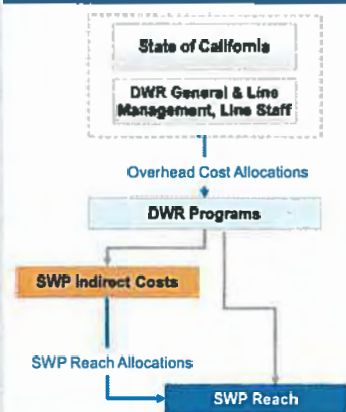 State of California
DWR General & Line
Management, Line Staff
Overhead Cost Allocations
DWR Programs
SWP Indirect Costs
SWP Reach Allocations
SWP Reach